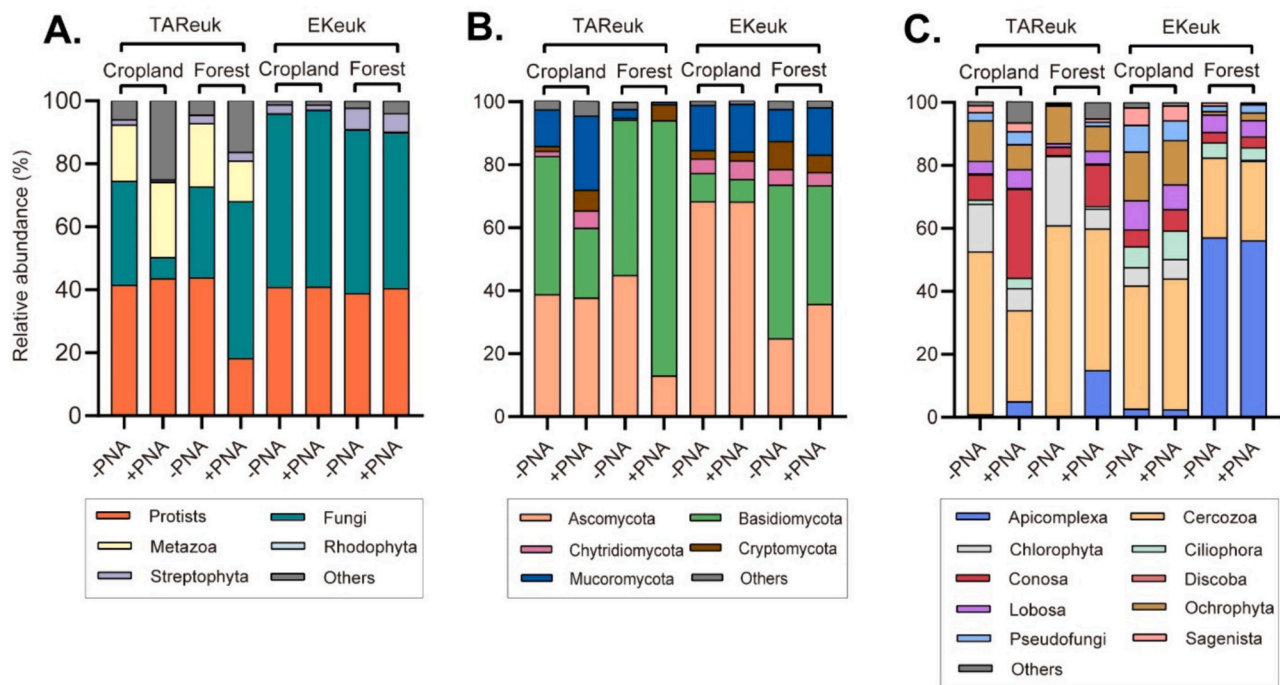 A.
TAReuk EKeuk
Cropland Forest Cropland Forest
Relative abundance (%)
100
80
60
40
20
0
-PNA +PNA -PNA +PNA -PNA +PNA -PNA +PNA
Protists Fungi
Metazoa Rhodophyta
Streptophyta Others
B.
TAReuk EKeuk
Cropland Forest Cropland Forest
100
80
60
40
20
0
-PNA +PNA -PNA +PNA -PNA +PNA -PNA +PNA
Ascomycota Basidiomycota
Chytridiomycota Cryptomycota
Mucoromycota Others
C.
TAReuk EKeuk
Cropland Forest Cropland Forest
100
80
60
40
20
0
-PNA +PNA -PNA +PNA -PNA +PNA -PNA +PNA
Apicomplexa Cercozoa
Chlorophyta Ciliophora
Conosa Discoba
Lobosa Ochrophyta
Pseudofungi Sagenista
Others